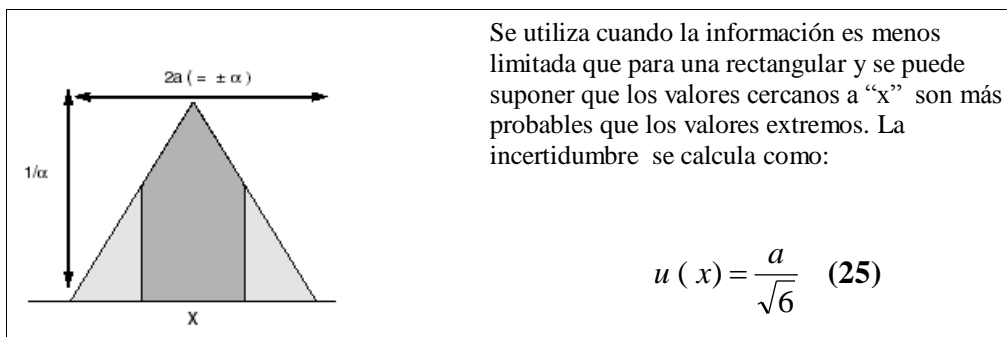 2a ( = ± α )
1/α
X
Se utiliza cuando la información es menos
limitada que para una rectangular y se puede
suponer que los valores cercanos a “x” son más
probables que los valores extremos. La
incertidumbre se calcula como:
u ( x) = a / √6 (25)